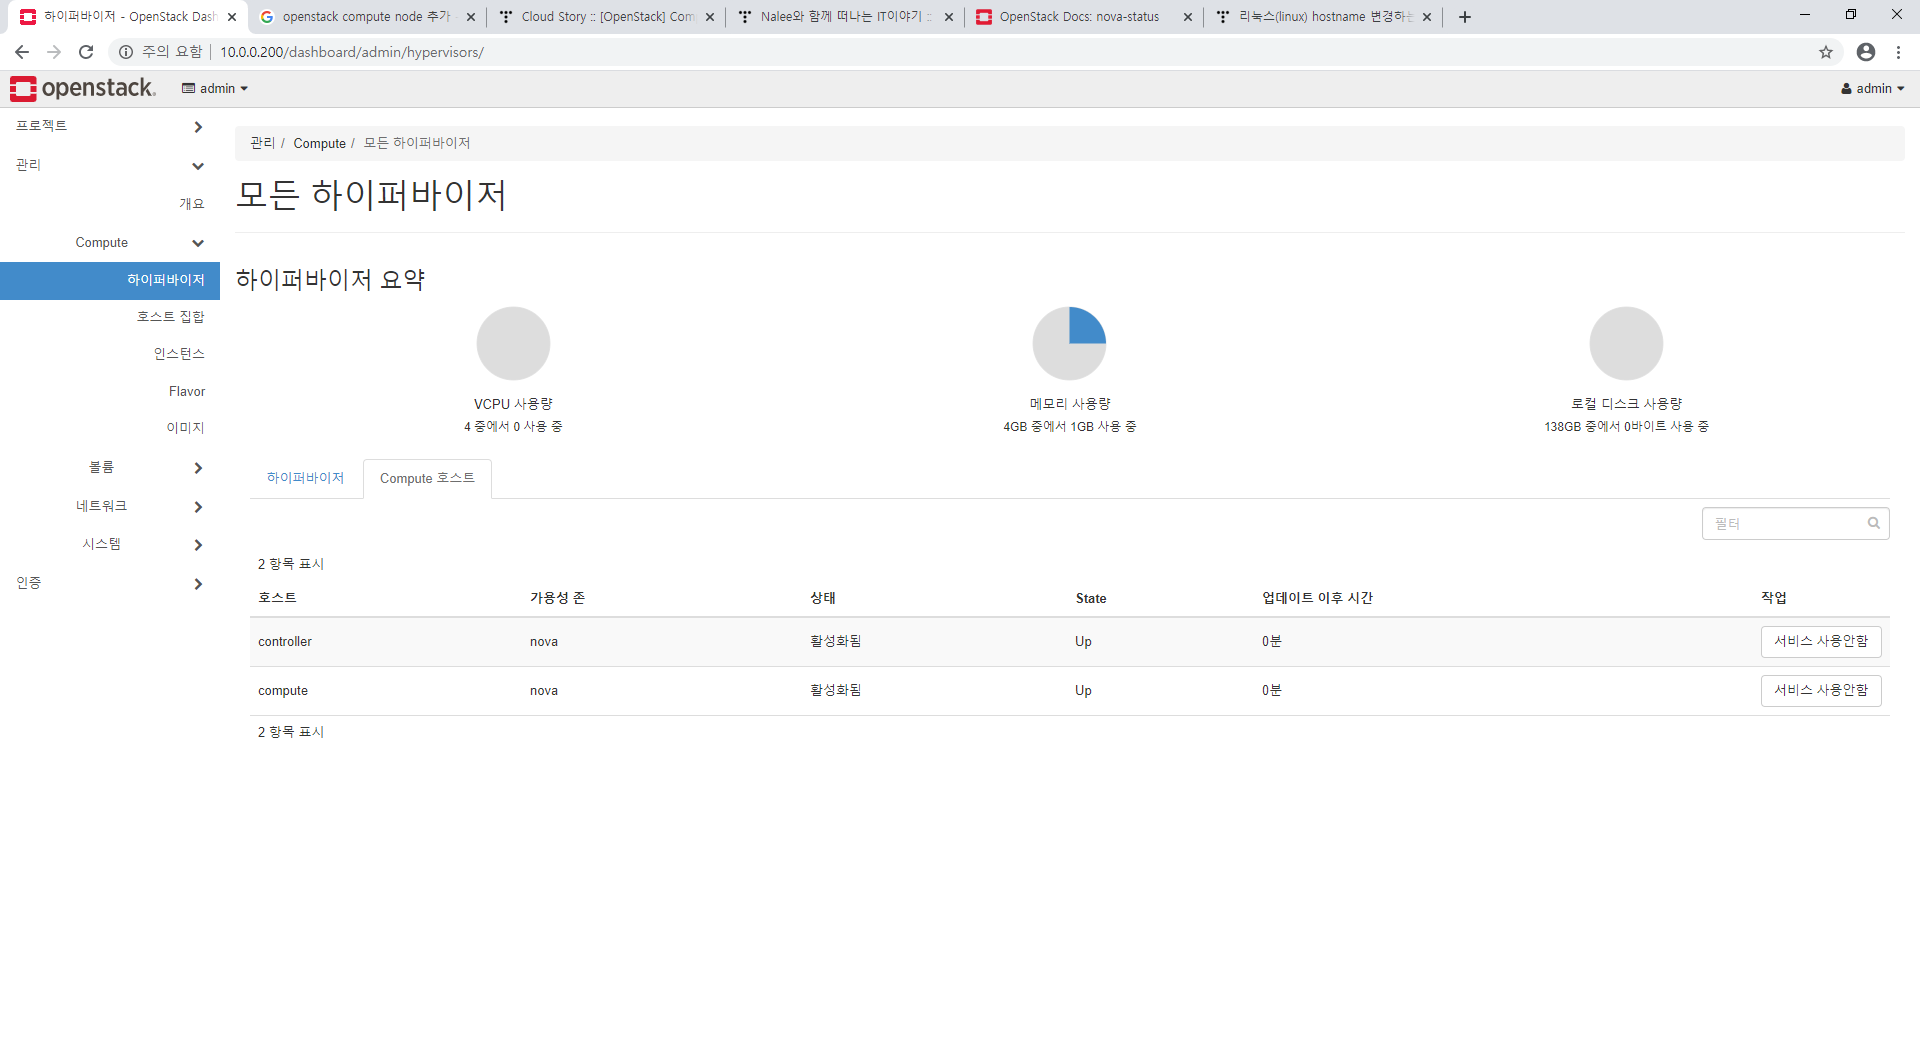 하이퍼바이저 - OpenStack Dash
openstack compute node 추가
Cloud Story :: [OpenStack] Com
Nalee와 함께 떠나는 IT이야기 ::
OpenStack Docs: nova-status
리눅스(linux) hostname 변경하는
주의 요함
10.0.0.200/dashboard/admin/hypervisors/
openstack.
admin
admin
프로젝트
관리
개요
Compute
하이퍼바이저
호스트 집합
인스턴스
Flavor
이미지
볼륨
네트워크
시스템
인증
관리 / Compute / 모든 하이퍼바이저
모든 하이퍼바이저
하이퍼바이저 요약
VCPU 사용량
4 중에서 0 사용 중
메모리 사용량
4GB 중에서 1GB 사용 중
로컬 디스크 사용량
138GB 중에서 0바이트 사용 중
하이퍼바이저
Compute 호스트
필터
2 항목 표시
호스트 가용성 존 상태 State 업데이트 이후 시간 작업
controller nova 활성화됨 Up 0분 서비스 사용안함
compute nova 활성화됨 Up 0분 서비스 사용안함
2 항목 표시